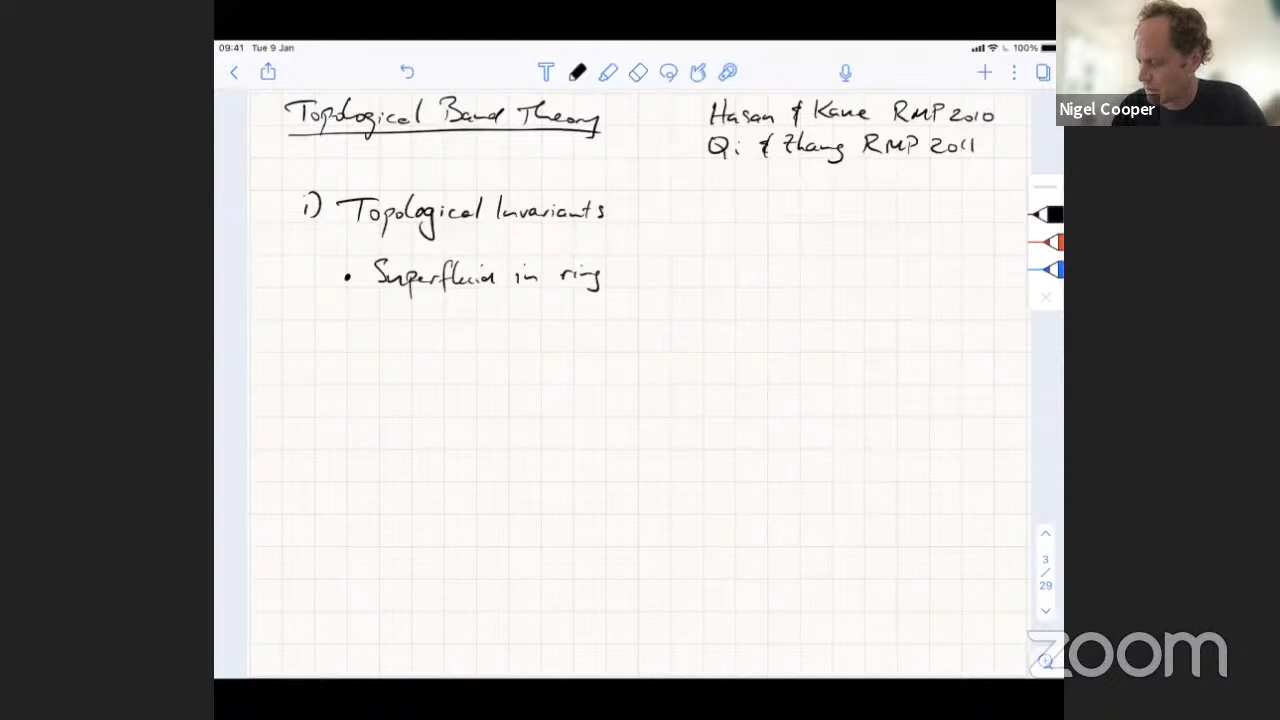 09:41 Tue 9 Jan
100%
Nigel Cooper
Topological Band Theory
Hasan & Kane RMP 2010
Qi & Zhang RMP 2011
i) Topological Invariants
• Superfluid in ring
3
/
29
zoom